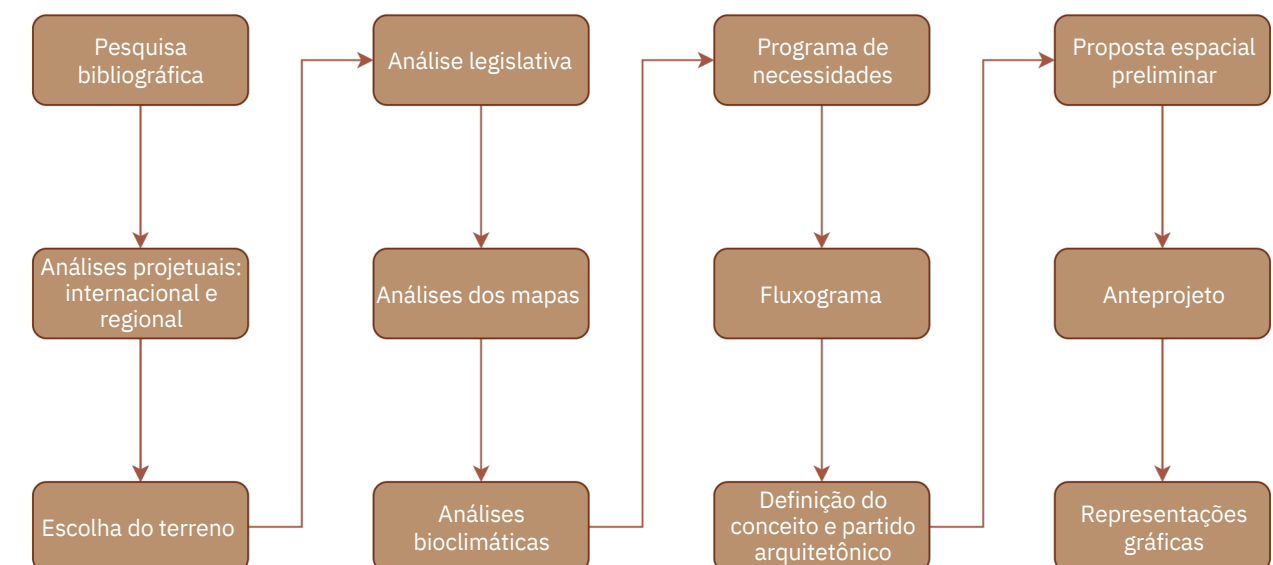 Pesquisa
bibliográfica
Análises projetuais:
internacional e
regional
Escolha do terreno
Análise legislativa
Análises dos mapas
Análises
bioclimáticas
Programa de
necessidades
Fluxograma
Definição do
conceito e partido
arquitetônico
Proposta espacial
preliminar
Anteprojeto
Representações
gráficas